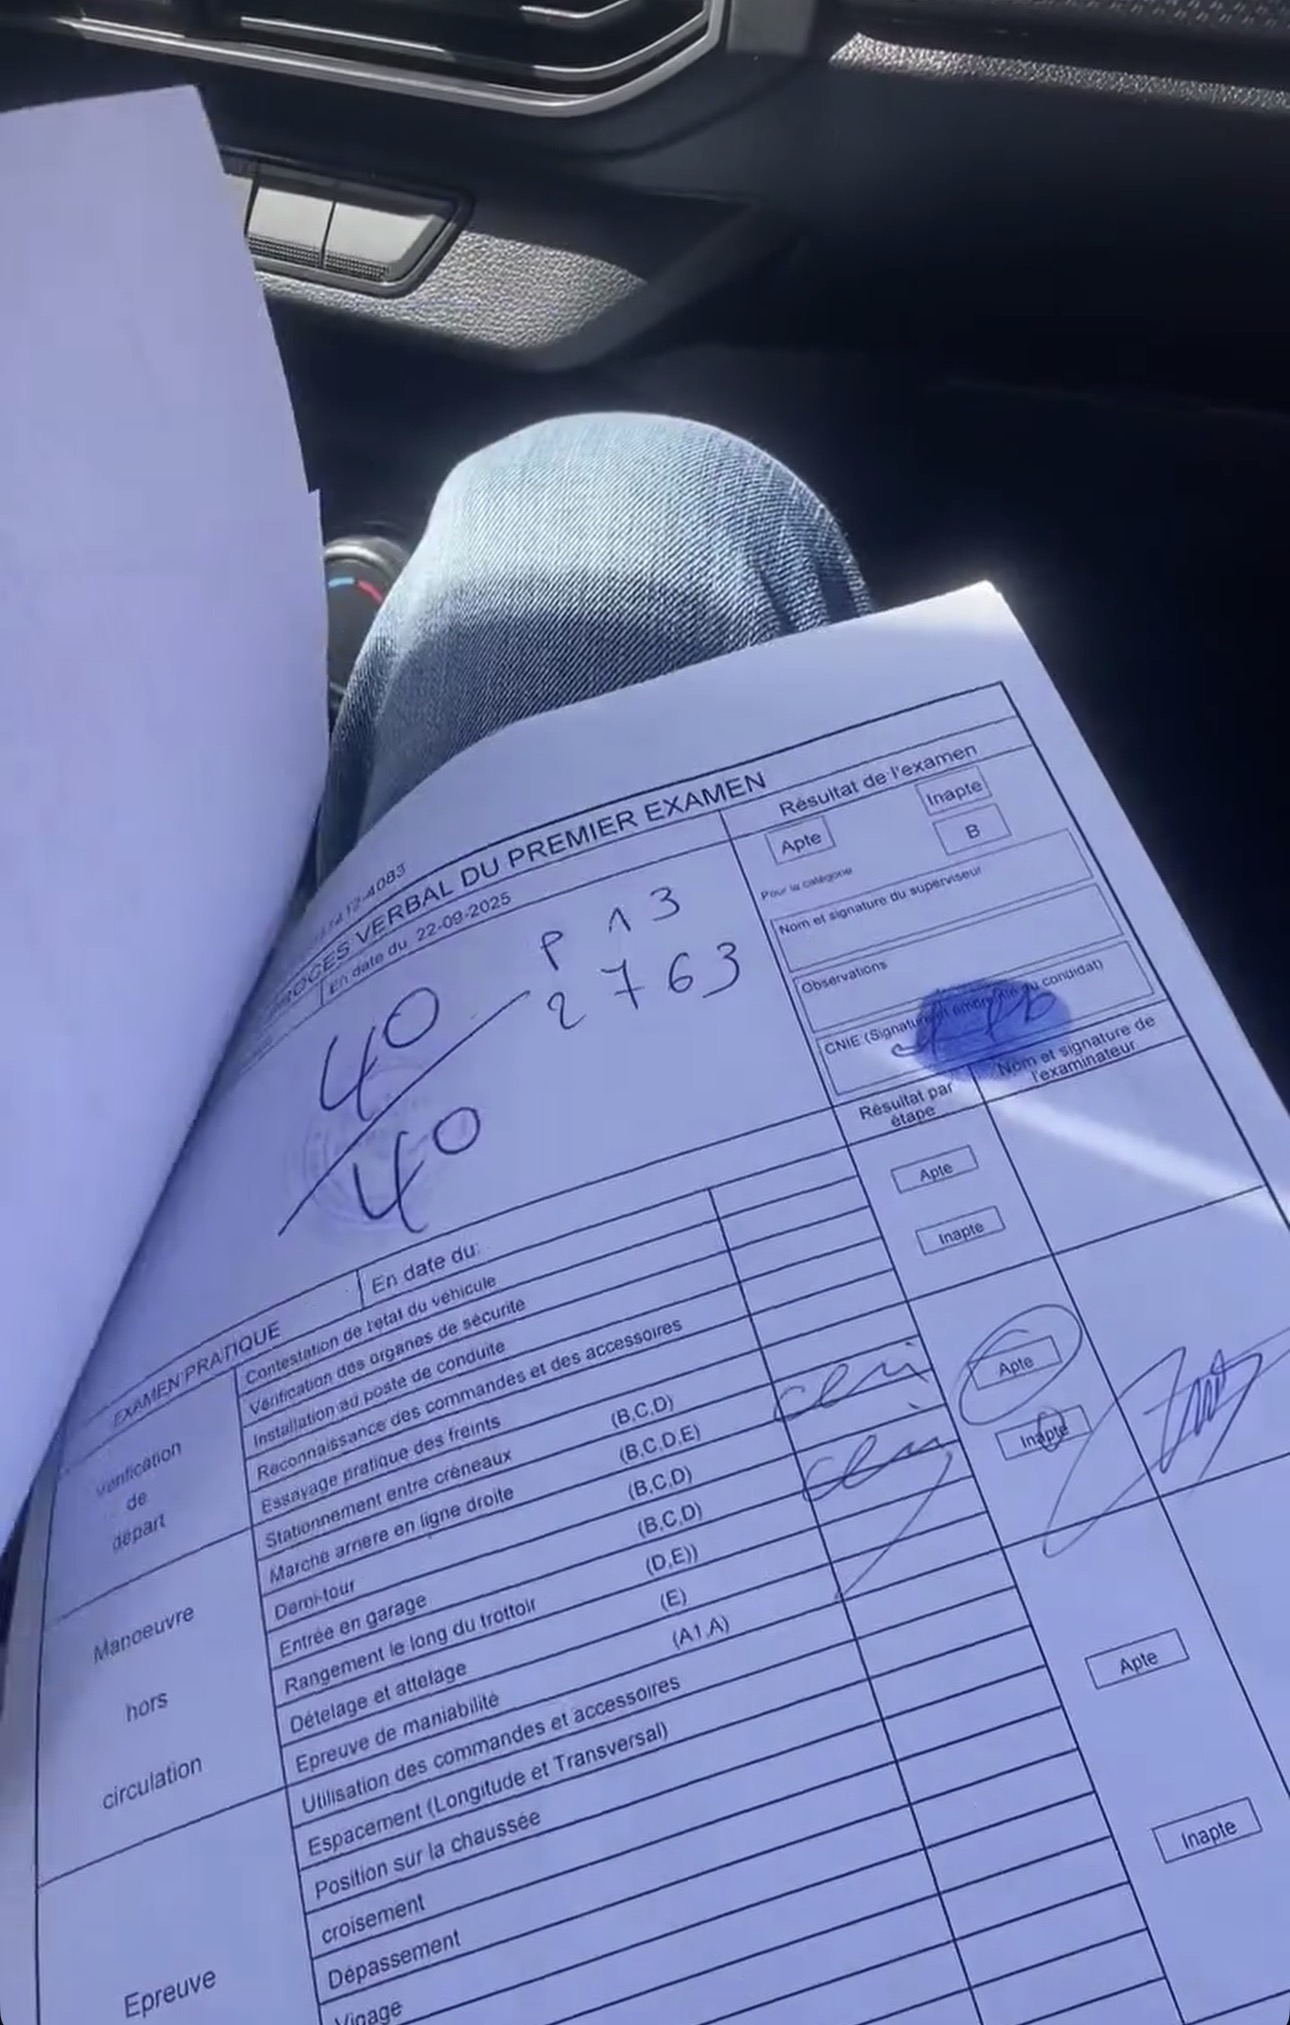 PROCES VERBAL DU PREMIER EXAMEN
En date du 22-09-2025
P 13
2763
40
40
Résultat de l'examen
Apte
Inapte
Pour la catégorie
B
Nom et signature du superviseur
Observations
CNIE (Signature et empreinte du conuidat)
Résultat par étape
Nom et signature de l'examinateur
EXAMEN PRATIQUE
En date du:
Vérification
de
départ
Contestation de l'état du véhicule
Vérification des organes de sécurité
Installation au poste de conduite
Reconnaissance des commandes et des accessoires
Essayage pratique des freints
Apte
Inapte
Manoeuvre
hors
circulation
Stationnement entre créneaux (B,C,D)
Marche arriere en ligne droite (B,C,D,E)
Demi-tour (B,C,D)
Entrée en garage (B,C,D)
Rangement le long du trottoir (D,E))
Dételage et attelage (E)
Epreuve de maniabilité (A1,A)
Apte
Inapte
Epreuve
Utilisation des commandes et accessoires
Espacement (Longitude et Transversal)
Position sur la chaussée
croisement
Dépassement
Apte
Inapte